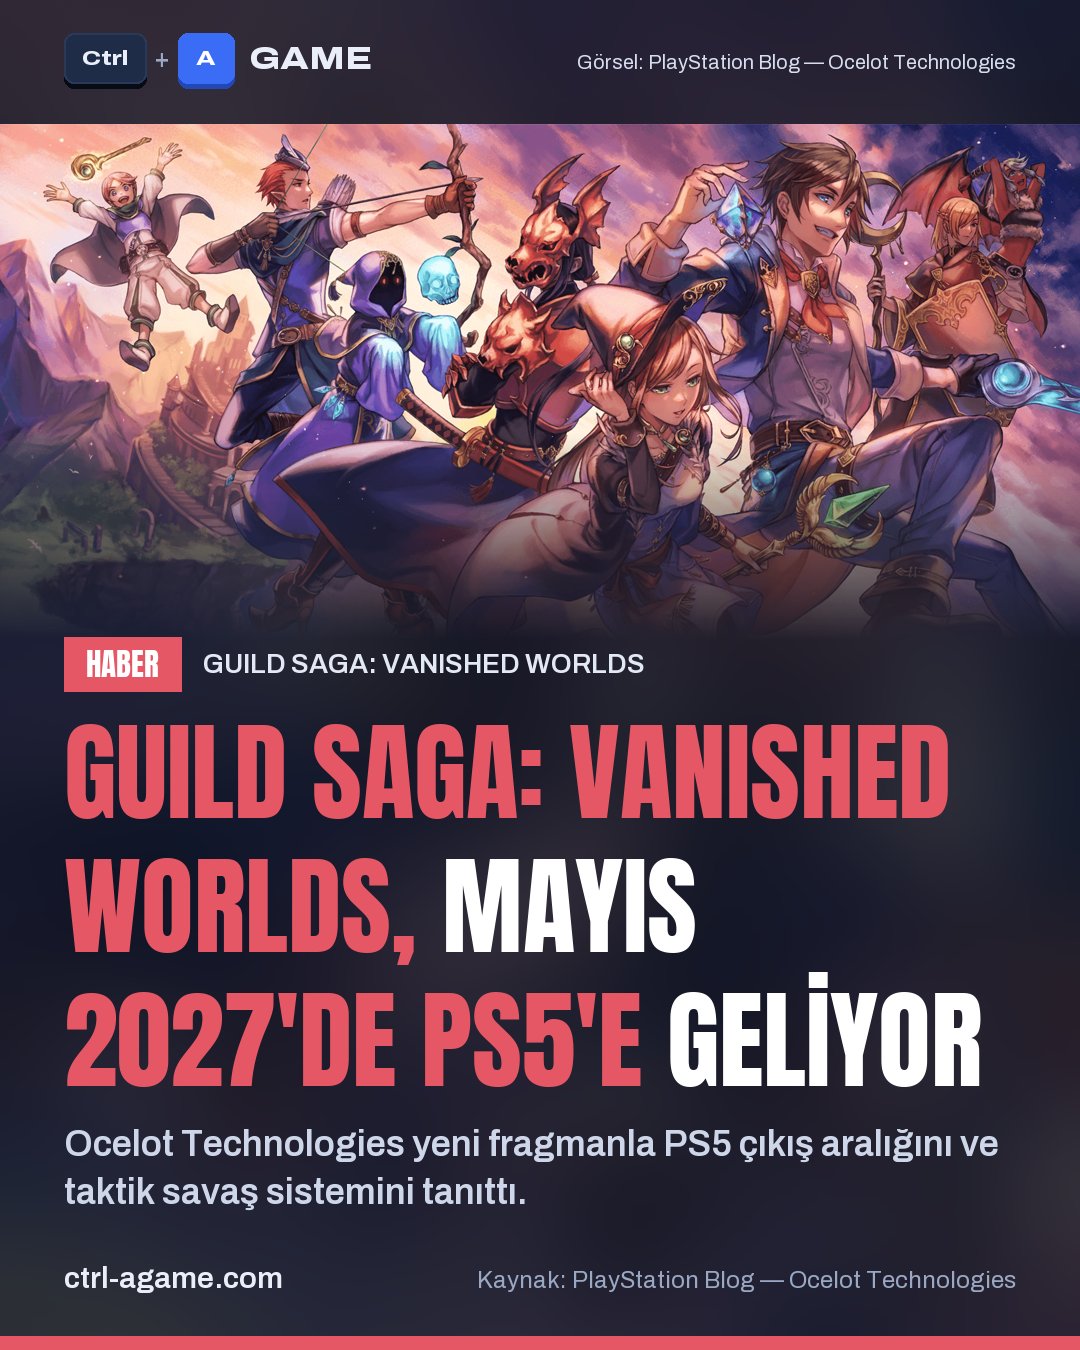 Ctrl + A GAME
Görsel: PlayStation Blog — Ocelot Technologies
HABER GUILD SAGA: VANISHED WORLDS
GUILD SAGA: VANISHED
WORLDS, MAYIS
2027'DE PS5'E GELİYOR
Ocelot Technologies yeni fragmanla PS5 çıkış aralığını ve
taktik savaş sistemini tanıttı.
ctrl-agame.com
Kaynak: PlayStation Blog — Ocelot Technologies